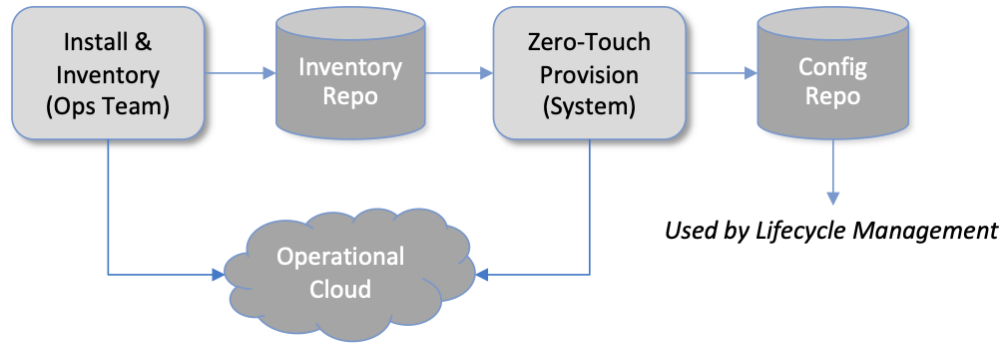 Install &
Inventory
(Ops Team)
Inventory
Repo
Zero-Touch
Provision
(System)
Config
Repo
Used by Lifecycle Management
Operational
Cloud